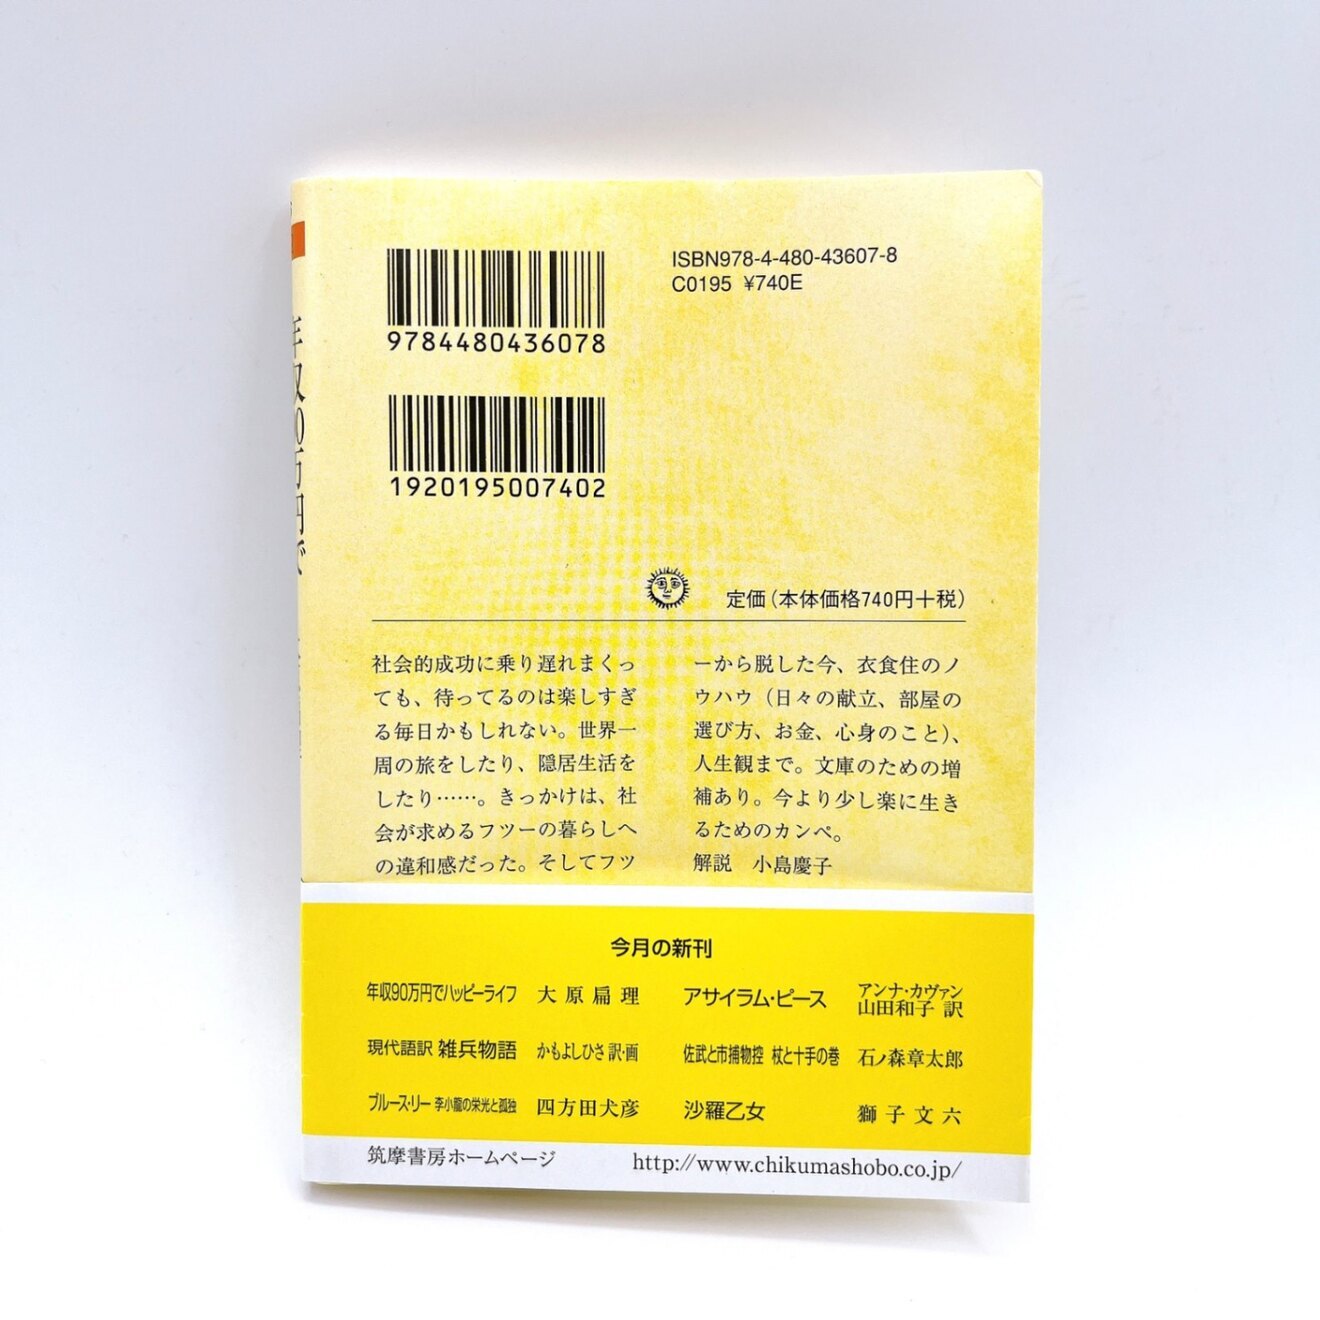 年収90万円で
9784480436078
ISBN978-4-480-43607-8
C0195 ¥740E
1920195007402
定価(本体価格740円+税)
社会的成功に乗り遅れまくっ
ても、待ってるのは楽しすぎ
る毎日かもしれない。世界一
周の旅をしたり、隠居生活を
したり……。きっかけは、社
会が求めるフツーの暮らしへ
の違和感だった。そしてフツ
ーから脱した今、衣食住のノ
ウハウ（日々の献立、部屋の
選び方、お金、心身のこと）、
人生観まで。文庫のための増
補あり。今より少し楽に生き
るためのカンペ。
解説 小島慶子
今月の新刊
年収90万円でハッピーライフ 大原扁理
現代語訳 雑兵物語 かもよしひさ 訳・画
ブルース・リー 李小龍の栄光と孤独 四方田犬彦
アサイラム・ピース アンナ・カヴァン
山田和子 訳
佐武と市捕物控 杖と十手の巻 石ノ森章太郎
沙羅乙女 獅子文六
筑摩書房ホームページ http://www.chikumashobo.co.jp/